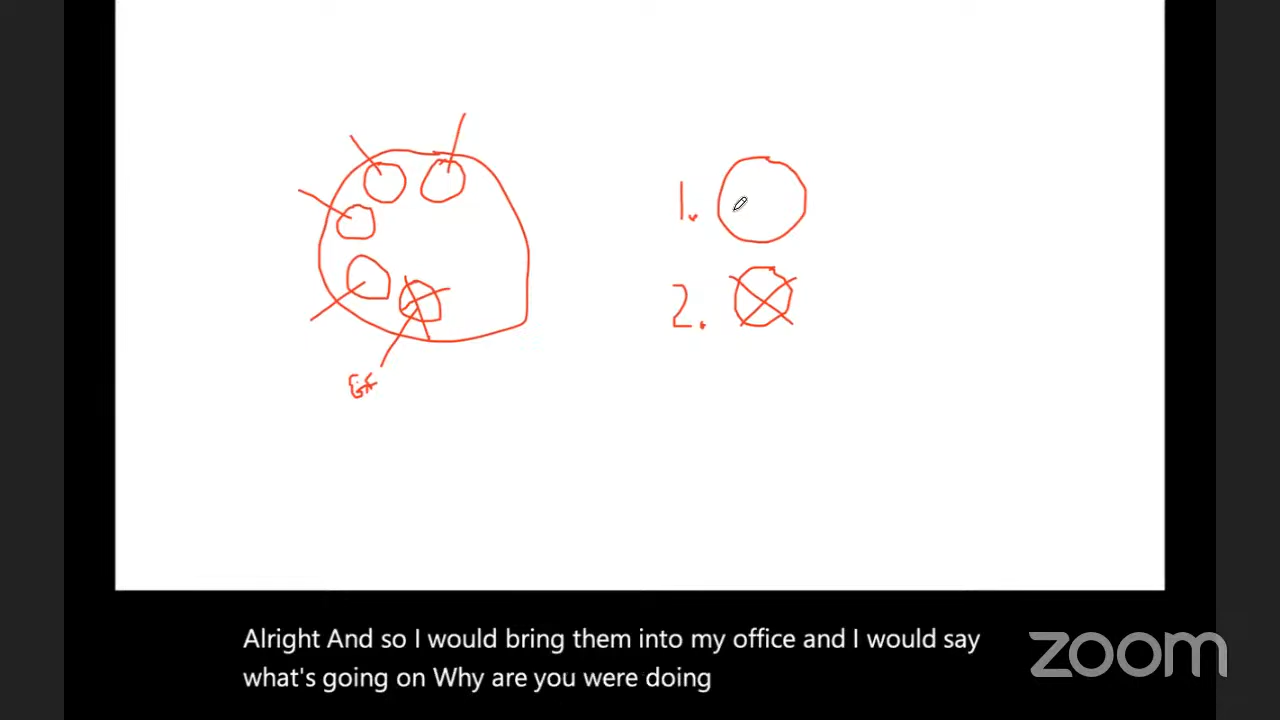 1.
2.
Alright And so I would bring them into my office and I would say
what's going on Why are you were doing
zoom